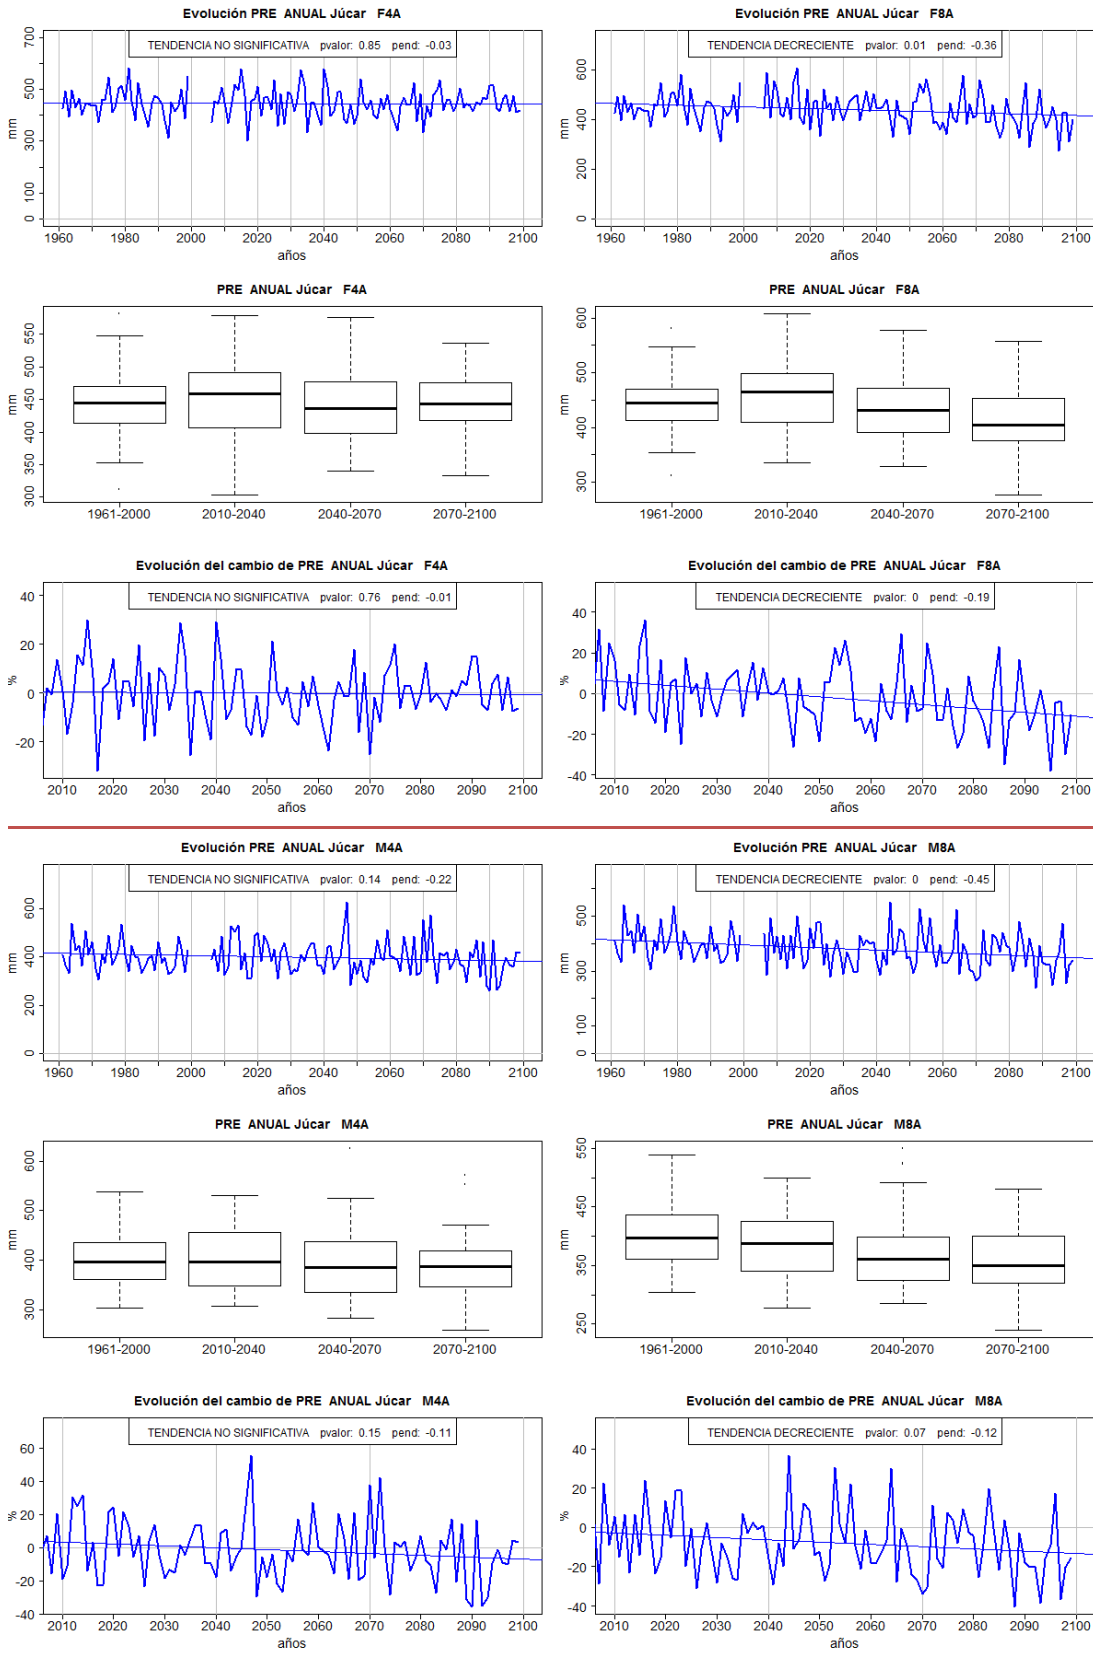 Evolución PRE ANUAL Júcar F4A
TENDENCIA NO SIGNIFICATIVA pvalor: 0.85 pend: -0.03
mm
0 100 300 500 700
1960 1980 2000 2020 2040 2060 2080 2100
años
Evolución PRE ANUAL Júcar F8A
TENDENCIA DECRECIENTE pvalor: 0.01 pend: -0.36
mm
0 200 400 600
1960 1980 2000 2020 2040 2060 2080 2100
años
PRE ANUAL Júcar F4A
mm
300 350 400 450 500 550
1961-2000 2010-2040 2040-2070 2070-2100
PRE ANUAL Júcar F8A
mm
300 400 500 600
1961-2000 2010-2040 2040-2070 2070-2100
Evolución del cambio de PRE ANUAL Júcar F4A
TENDENCIA NO SIGNIFICATIVA pvalor: 0.76 pend: -0.01
%
40
20
0
-20
2010 2020 2030 2040 2050 2060 2070 2080 2090 2100
años
Evolución del cambio de PRE ANUAL Júcar F8A
TENDENCIA DECRECIENTE pvalor: 0 pend: -0.19
%
40
20
0
-20
-40
2010 2020 2030 2040 2050 2060 2070 2080 2090 2100
años
Evolución PRE ANUAL Júcar M4A
TENDENCIA NO SIGNIFICATIVA pvalor: 0.14 pend: -0.22
mm
0 200 400 600
1960 1980 2000 2020 2040 2060 2080 2100
años
Evolución PRE ANUAL Júcar M8A
TENDENCIA DECRECIENTE pvalor: 0 pend: -0.45
mm
0 100 300 500
1960 1980 2000 2020 2040 2060 2080 2100
años
PRE ANUAL Júcar M4A
mm
300 400 500 600
1961-2000 2010-2040 2040-2070 2070-2100
PRE ANUAL Júcar M8A
mm
250 350 450 550
1961-2000 2010-2040 2040-2070 2070-2100
Evolución del cambio de PRE ANUAL Júcar M4A
TENDENCIA NO SIGNIFICATIVA pvalor: 0.15 pend: -0.11
%
60
40
20
0
-20
-40
2010 2020 2030 2040 2050 2060 2070 2080 2090 2100
años
Evolución del cambio de PRE ANUAL Júcar M8A
TENDENCIA DECRECIENTE pvalor: 0.07 pend: -0.12
%
40
20
0
-20
-40
2010 2020 2030 2040 2050 2060 2070 2080 2090 2100
años